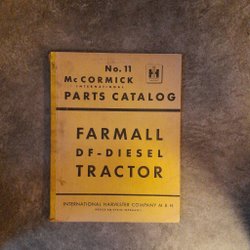 No. 11
McCORMICK
INTERNATIONAL
PARTS CATALOG
FARMALL
DF-DIESEL
TRACTOR
INTERNATIONAL HARVESTER COMPANY M.B.H.